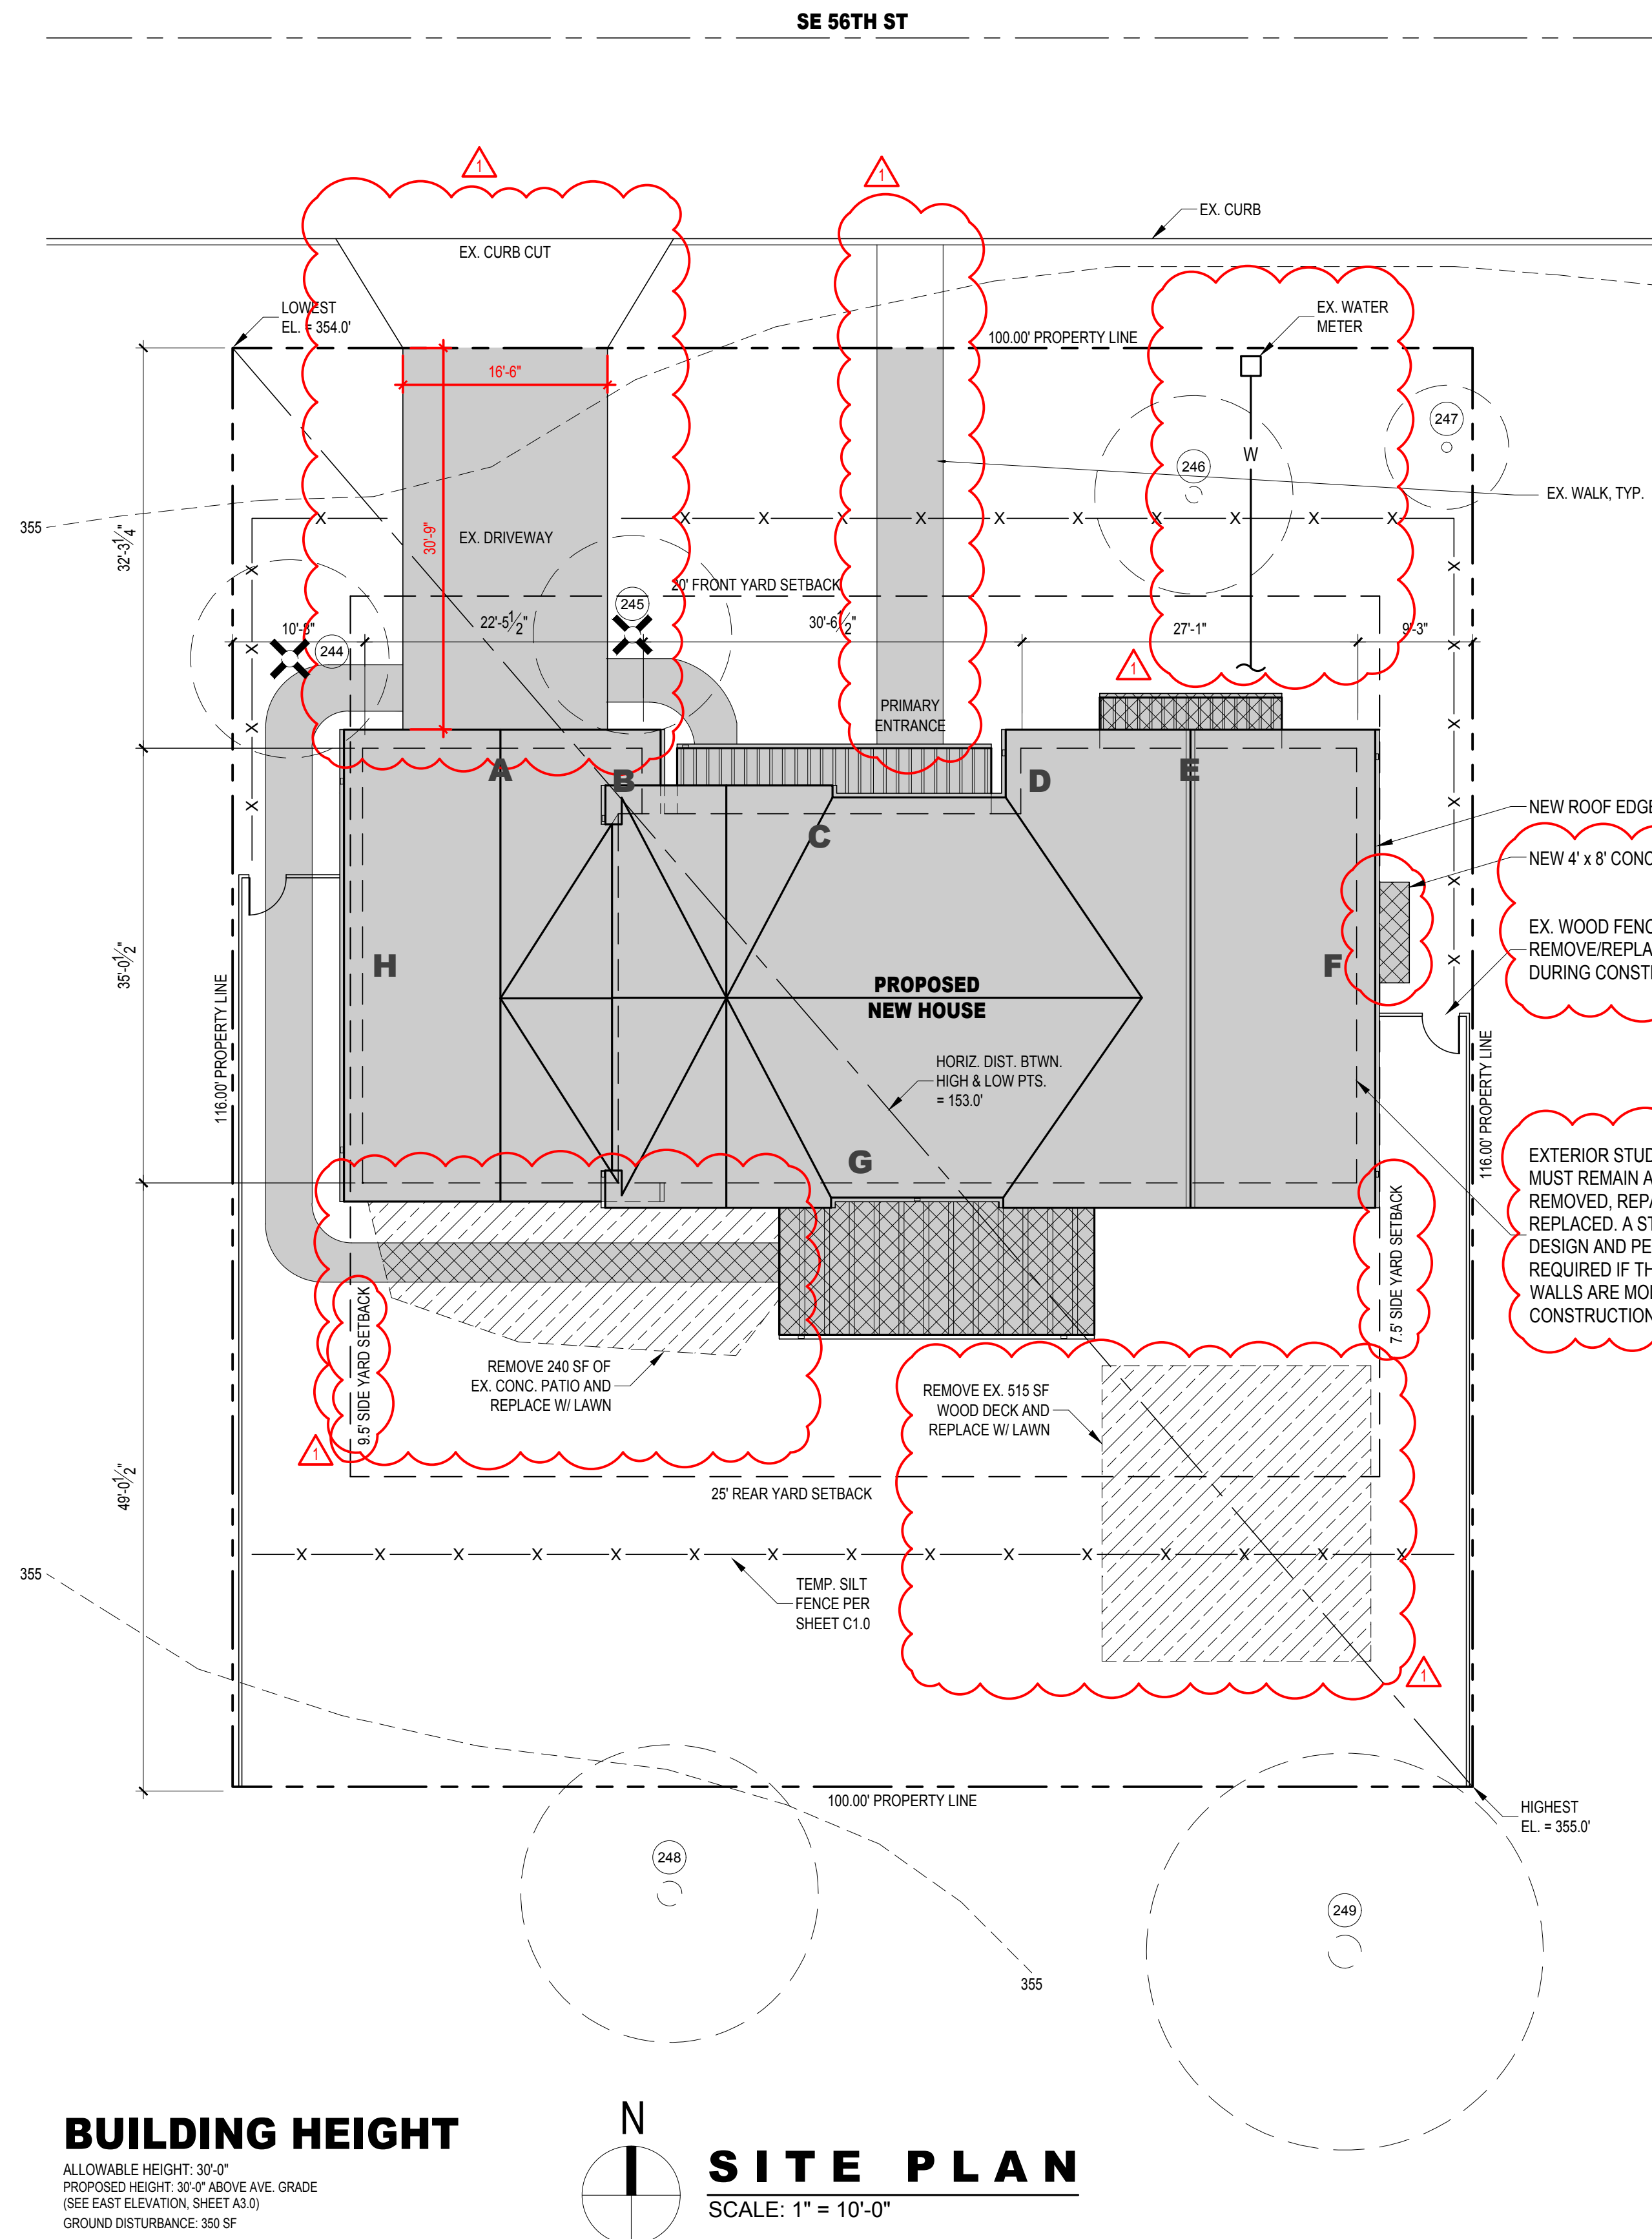 SE 56TH ST
1
1
EX. CURB
EX. CURB CUT
LOWEST
EL. = 354.0'
EX. WATER
METER
100.00' PROPERTY LINE
16'-6"
247
W
246
EX. WALK, TYP.
355
32'-3 1/4"
30'-9"
EX. DRIVEWAY
20' FRONT YARD SETBACK
245
10'-8"
22'-5 1/2"
30'-6 1/2"
27'-1"
9'-3"
244
1
PRIMARY
ENTRANCE
A
B
C
D
E
NEW ROOF EDGE
NEW 4' x 8' CONC
EX. WOOD FENC
REMOVE/REPLA
DURING CONST
35'-0 1/2"
H
F
PROPOSED
NEW HOUSE
116.00' PROPERTY LINE
HORIZ. DIST. BTWN.
HIGH & LOW PTS.
= 153.0'
116.00' PROPERTY LINE
G
EXTERIOR STUD
MUST REMAIN A
REMOVED, REPA
REPLACED. A ST
DESIGN AND PE
REQUIRED IF TH
WALLS ARE MO
CONSTRUCTION
7.5' SIDE YARD SETBACK
9.5' SIDE YARD SETBACK
REMOVE 240 SF OF
EX. CONC. PATIO AND
REPLACE W/ LAWN
REMOVE EX. 515 SF
WOOD DECK AND
REPLACE W/ LAWN
1
49'-0 1/2"
25' REAR YARD SETBACK
355
TEMP. SILT
FENCE PER
SHEET C1.0
1
100.00' PROPERTY LINE
HIGHEST
EL. = 355.0'
248
249
355
BUILDING HEIGHT
ALLOWABLE HEIGHT: 30'-0"
PROPOSED HEIGHT: 30'-0" ABOVE AVE. GRADE
(SEE EAST ELEVATION, SHEET A3.0)
GROUND DISTURBANCE: 350 SF
N
SITE PLAN
SCALE: 1" = 10'-0"